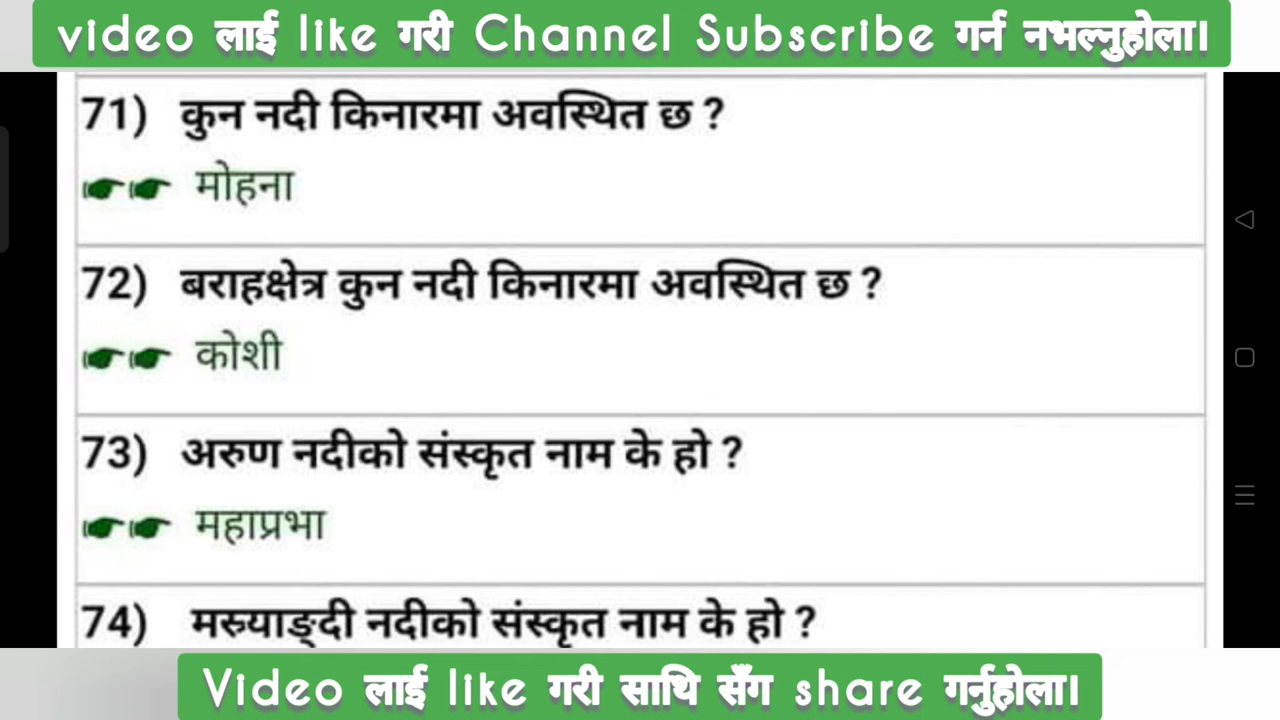 video लाई like गरी Channel Subscribe गर्न नभल्नुहोला।
71) कुन नदी किनारमा अवस्थित छ ?
मोहना
72) बराहक्षेत्र कुन नदी किनारमा अवस्थित छ ?
कोशी
73) अरुण नदीको संस्कृत नाम के हो ?
महाप्रभा
74) मस्र्याङ्दी नदीको संस्कृत नाम के हो ?
Video लाई like गरी साथि सँग share गर्नुहोला।